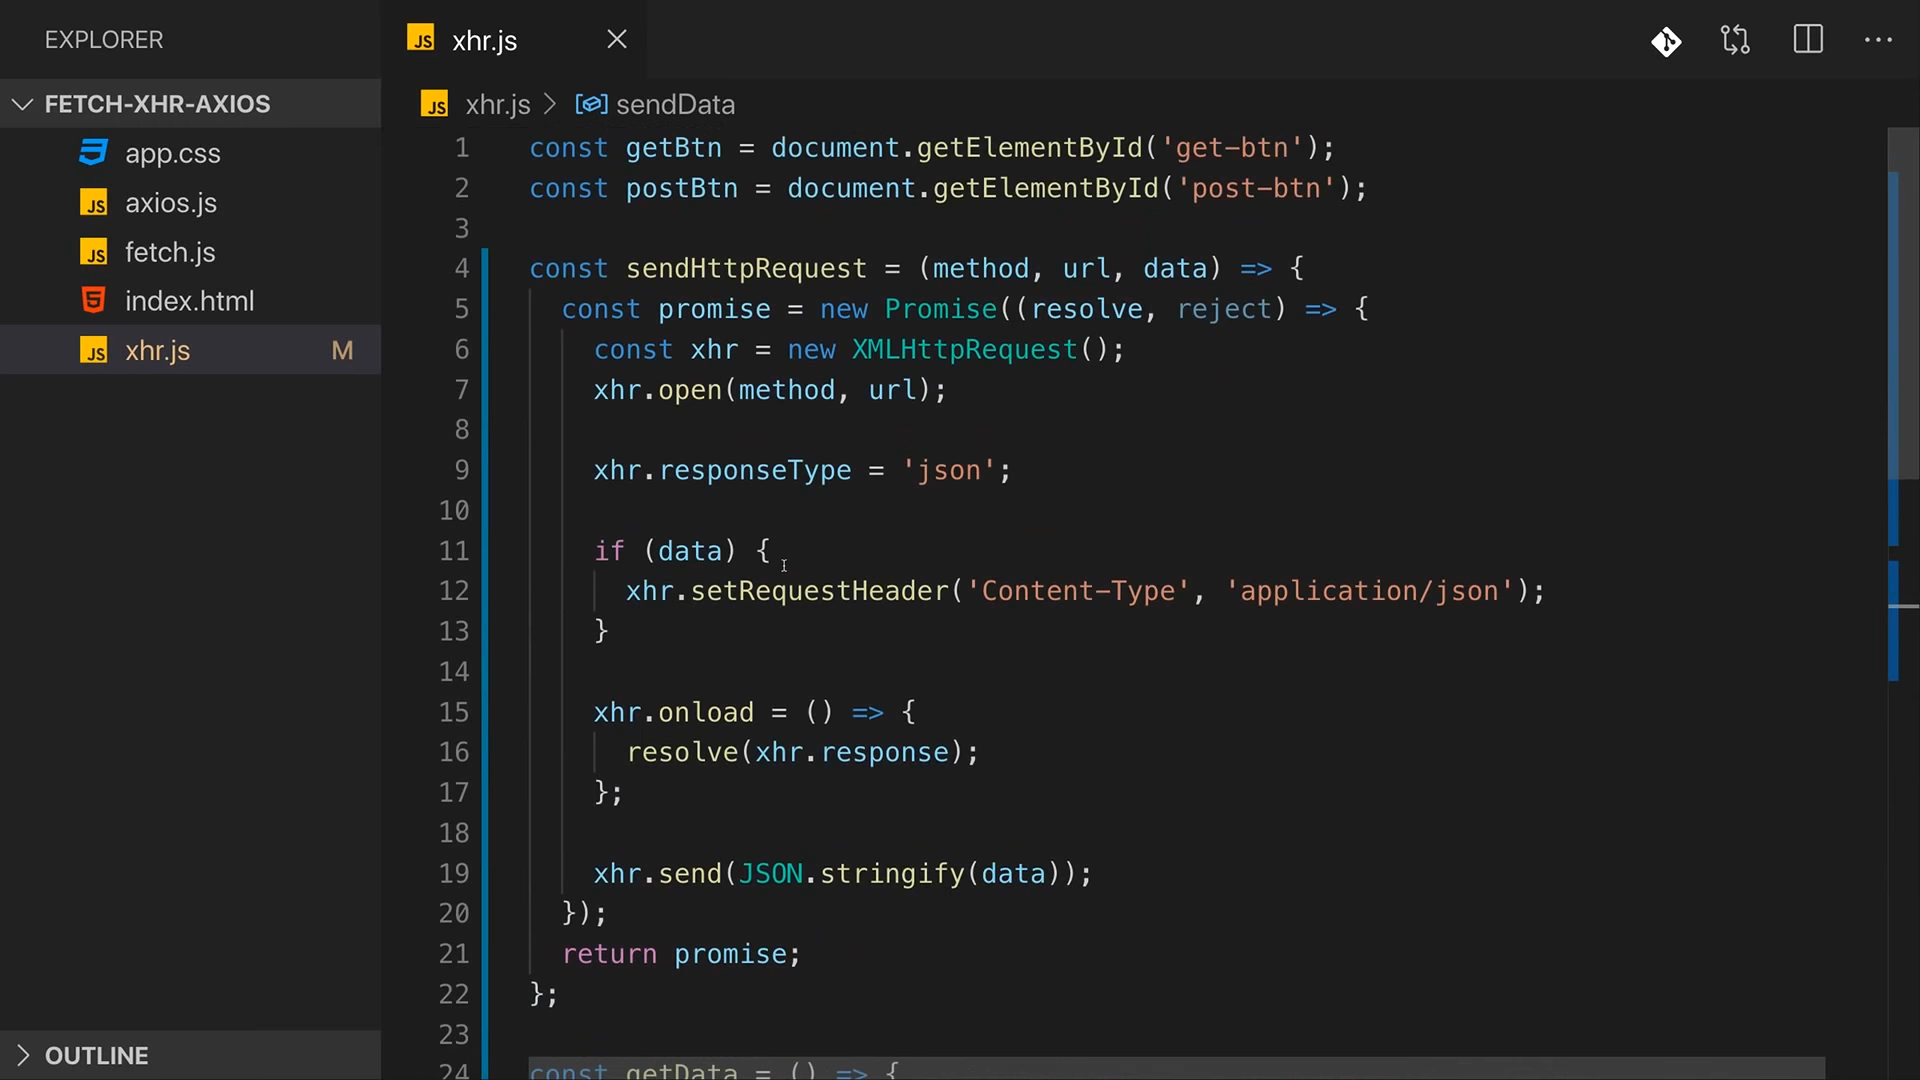 EXPLORER
JS xhr.js
FETCH-XHR-AXIOS
JS xhr.js > sendData
app.css
JS axios.js
JS fetch.js
5 index.html
JS xhr.js M
OUTLINE
1 const getBtn = document.getElementById('get-btn');
2 const postBtn = document.getElementById('post-btn');
3
4 const sendHttpRequest = (method, url, data) => {
5 const promise = new Promise((resolve, reject) => {
6 const xhr = new XMLHttpRequest();
7 xhr.open(method, url);
8
9 xhr.responseType = 'json';
10
11 if (data) {
12 xhr.setRequestHeader('Content-Type', 'application/json');
13 }
14
15 xhr.onload = () => {
16 resolve(xhr.response);
17 };
18
19 xhr.send(JSON.stringify(data));
20 });
21 return promise;
22 };
23
24 const getData = () => {